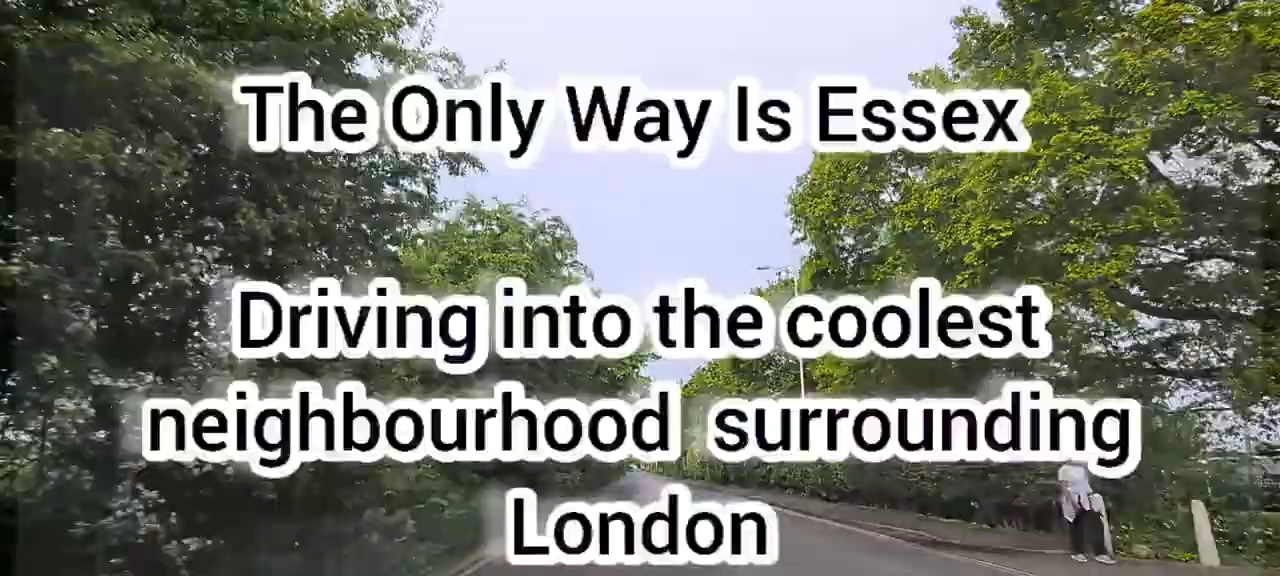 The Only Way Is Essex
Driving into the coolest
neighbourhood surrounding
London